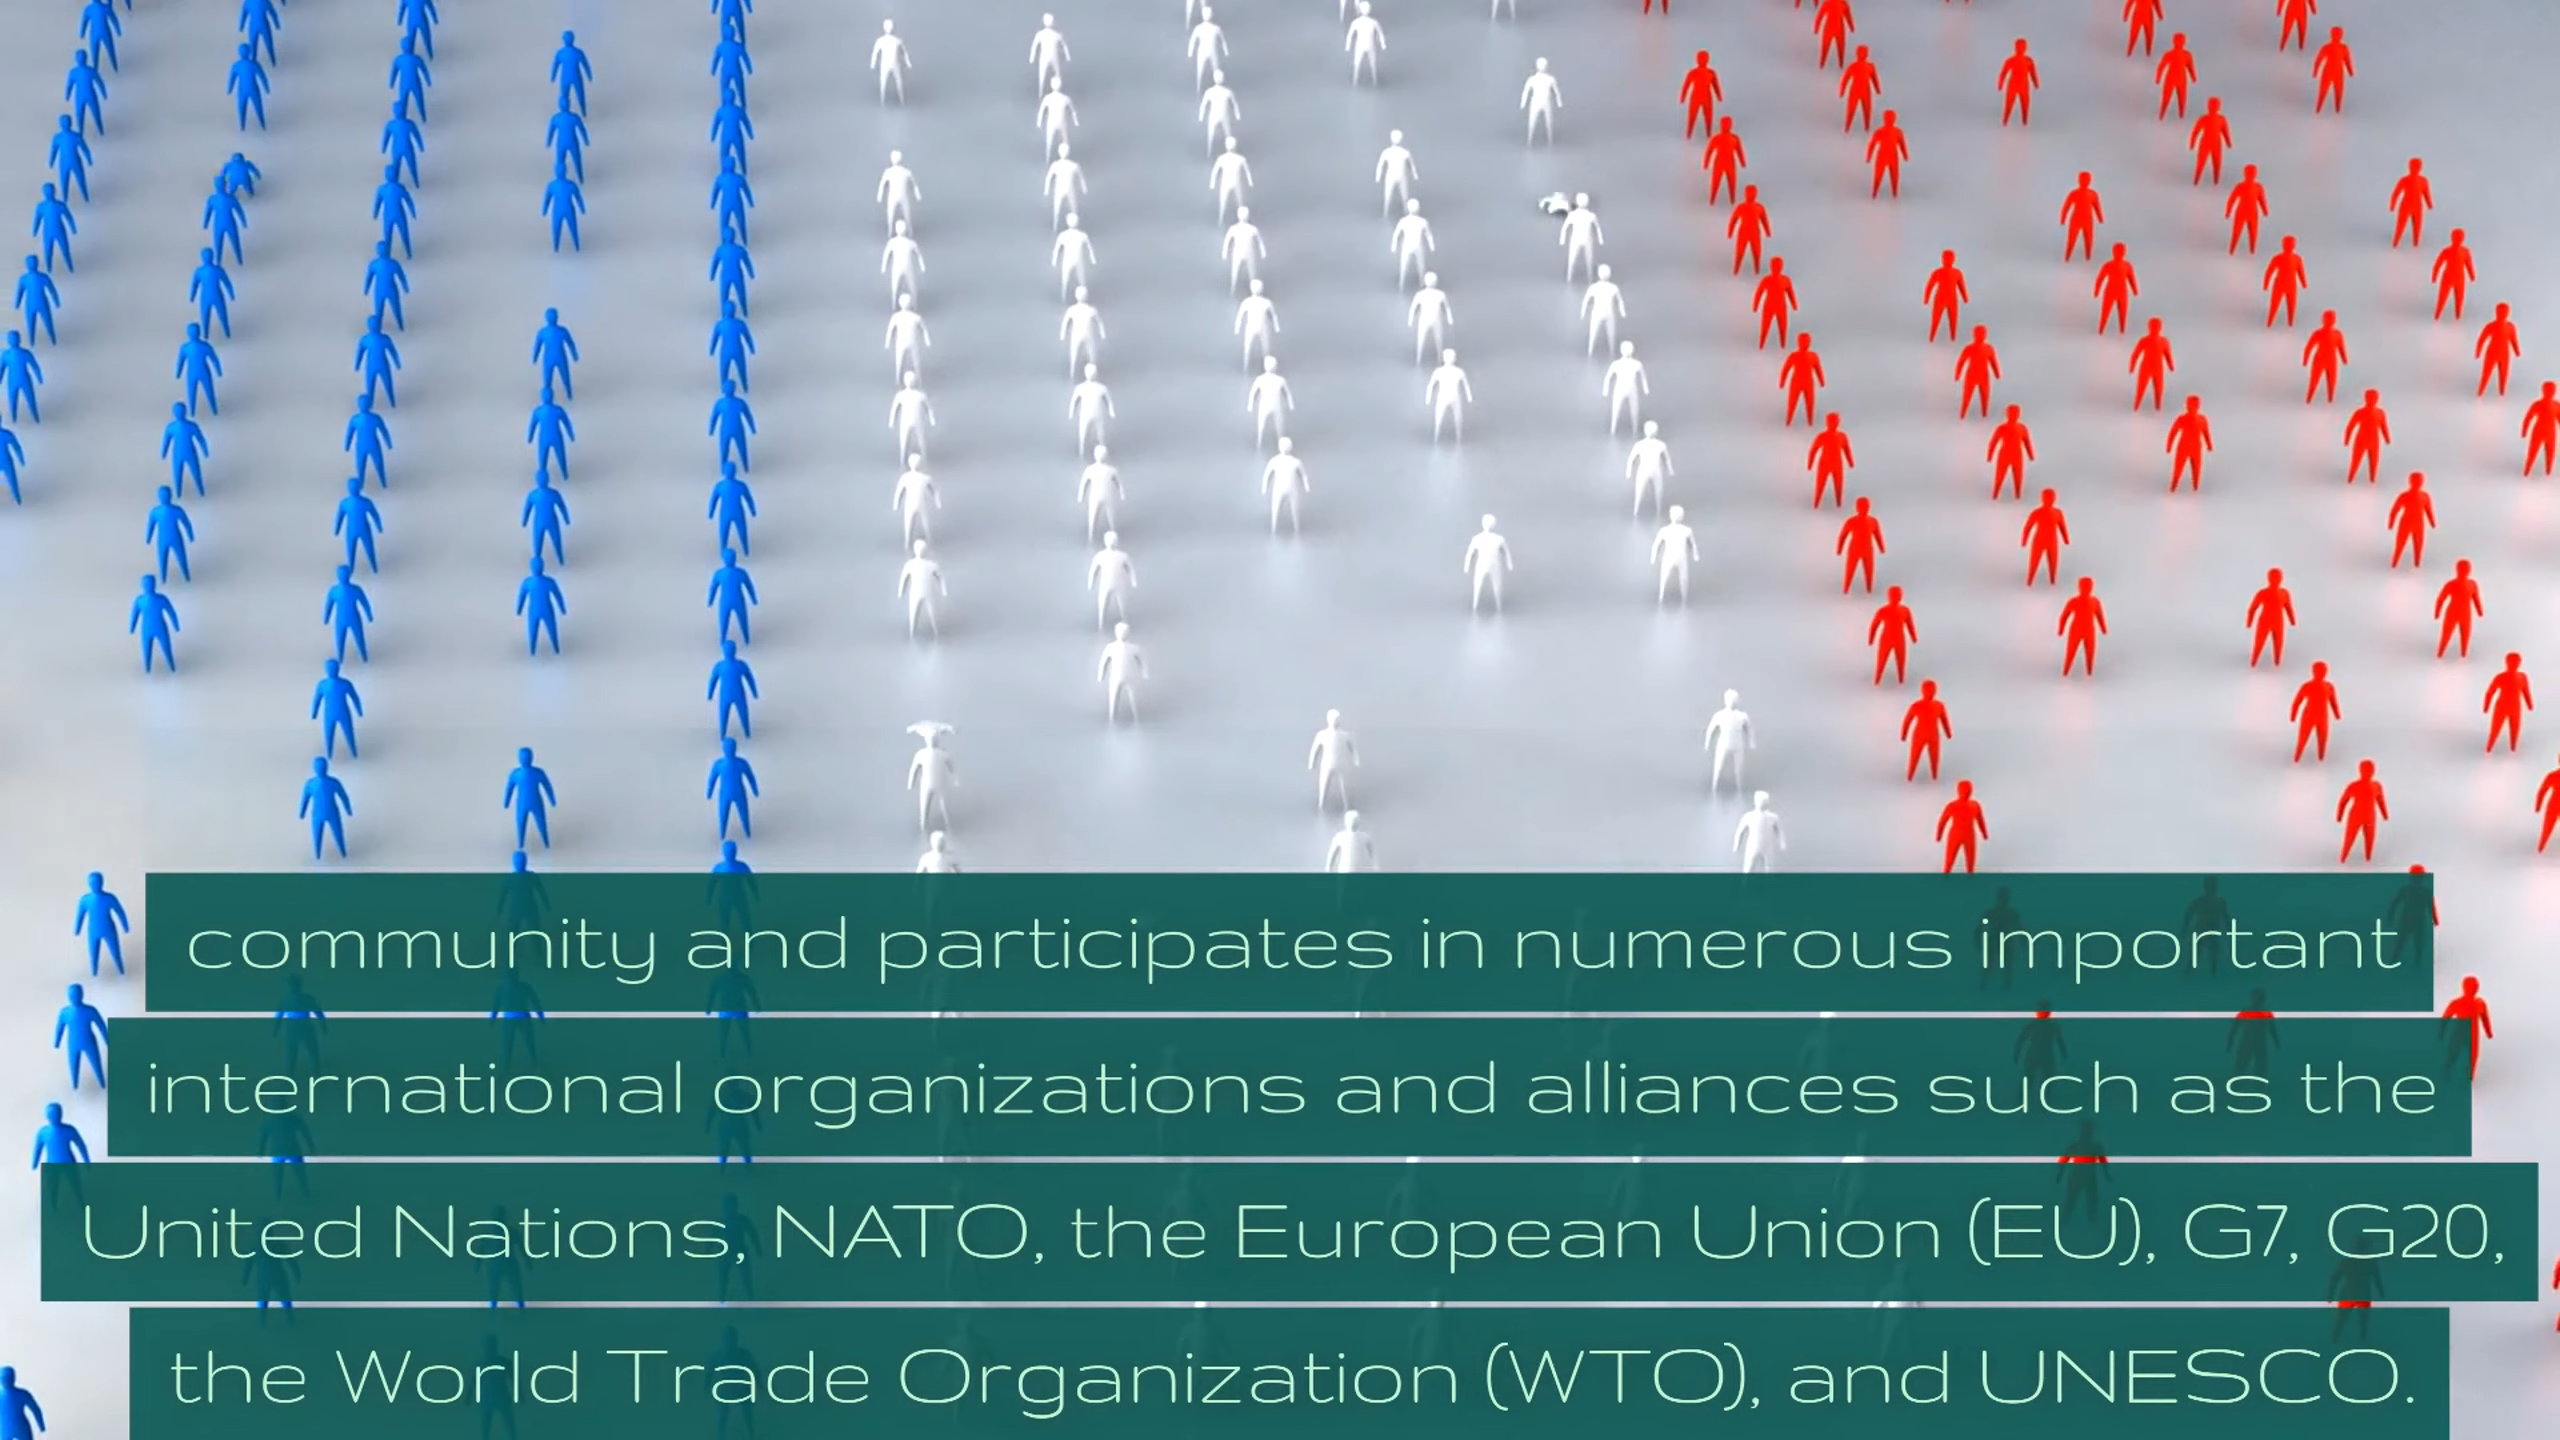 community and participates in numerous important
international organizations and alliances such as the
United Nations, NATO, the European Union (EU), G7, G20,
the World Trade Organization (WTO), and UNESCO.